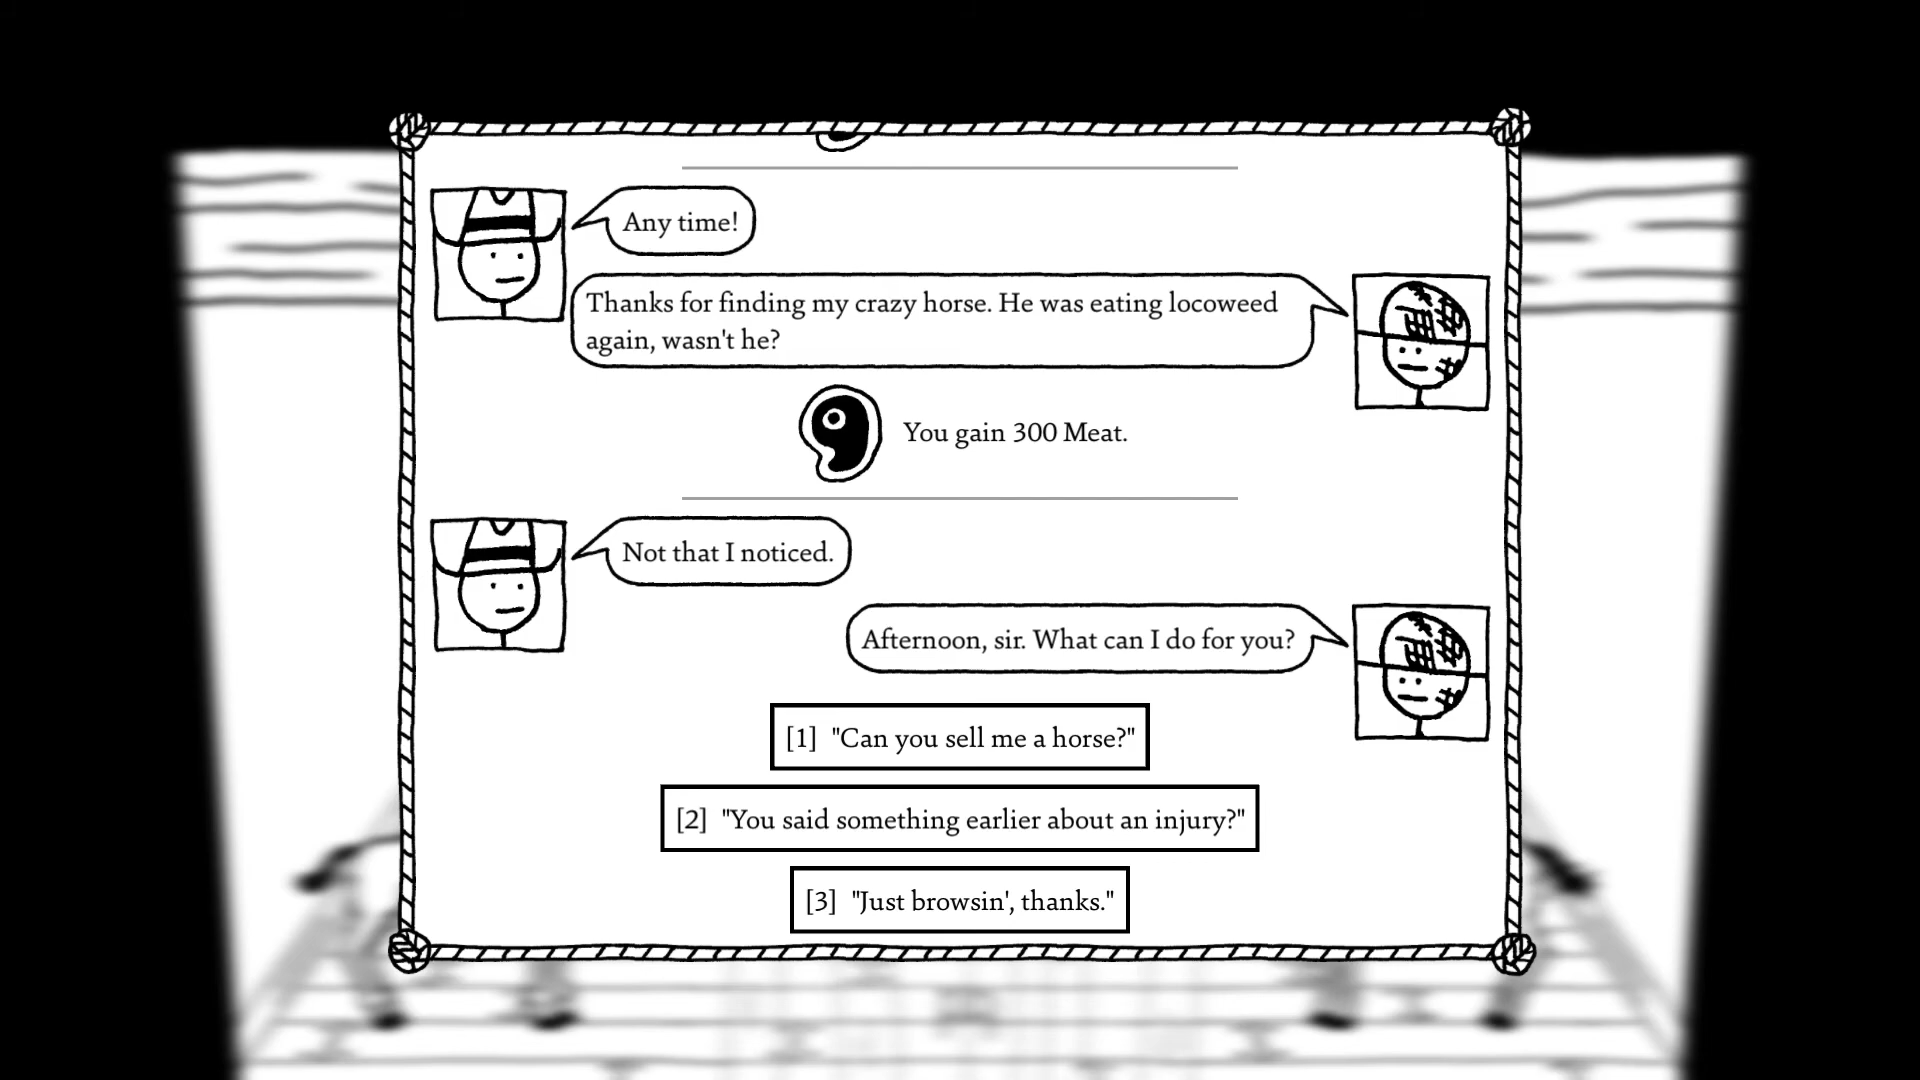 Any time!
Thanks for finding my crazy horse. He was eating locoweed
again, wasn't he?
You gain 300 Meat.
Not that I noticed.
Afternoon, sir. What can I do for you?
[1] "Can you sell me a horse?"
[2] "You said something earlier about an injury?"
[3] "Just browsin', thanks."